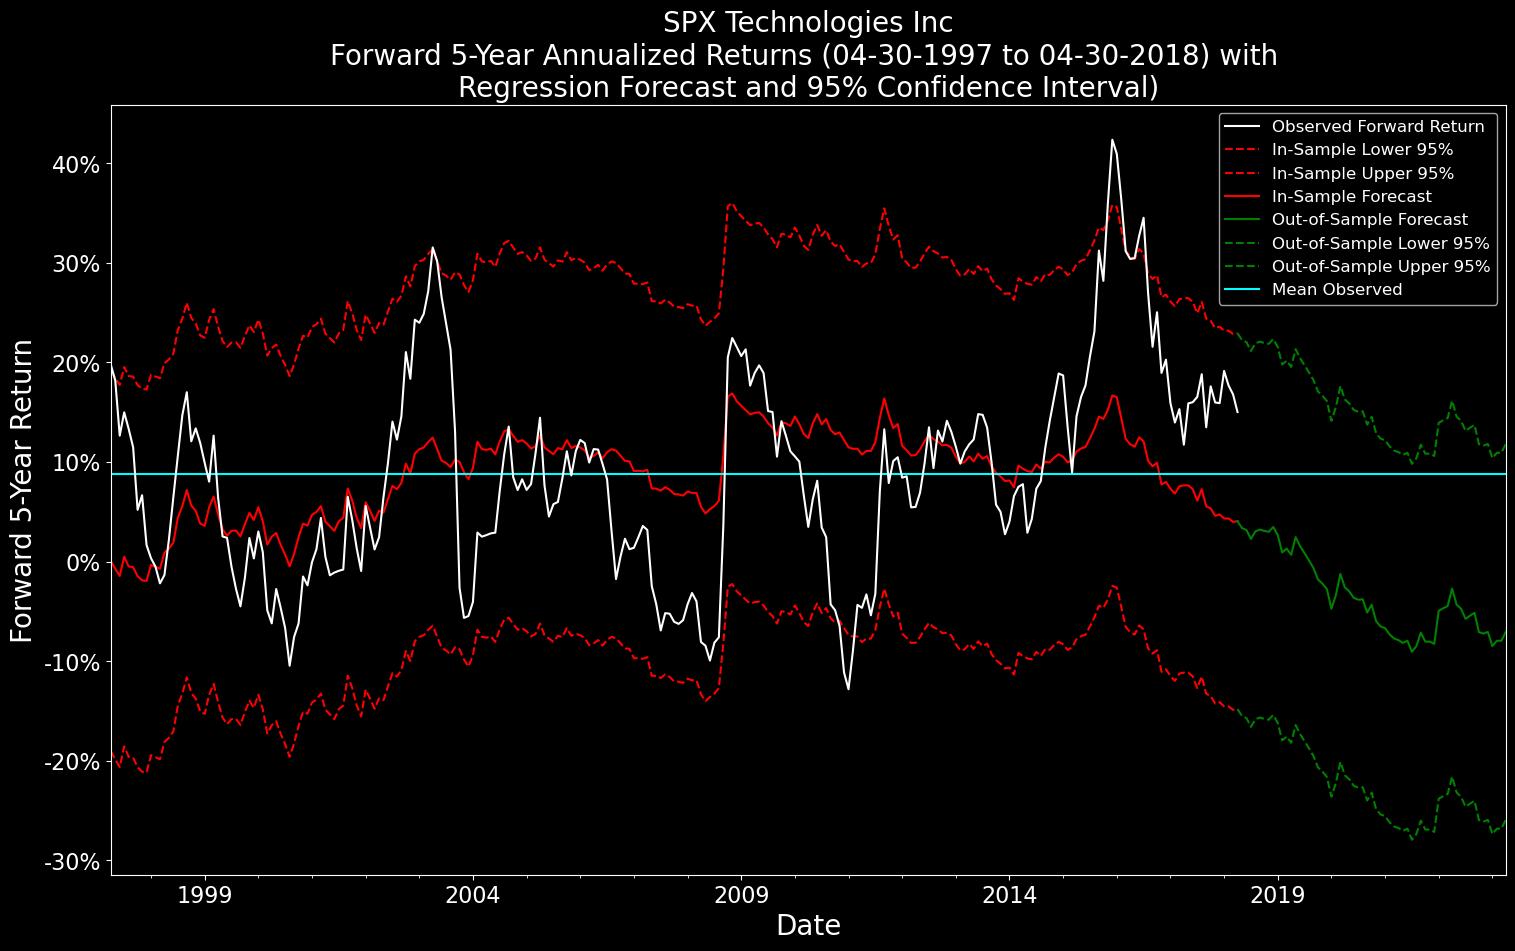 SPX Technologies Inc
Forward 5-Year Annualized Returns (04-30-1997 to 04-30-2018) with
Regression Forecast and 95% Confidence Interval)
Observed Forward Return
In-Sample Lower 95%
In-Sample Upper 95%
In-Sample Forecast
Out-of-Sample Forecast
Out-of-Sample Lower 95%
Out-of-Sample Upper 95%
Mean Observed
Forward 5-Year Return
40%
30%
20%
10%
0%
-10%
-20%
-30%
1999
2004
2009
2014
2019
Date